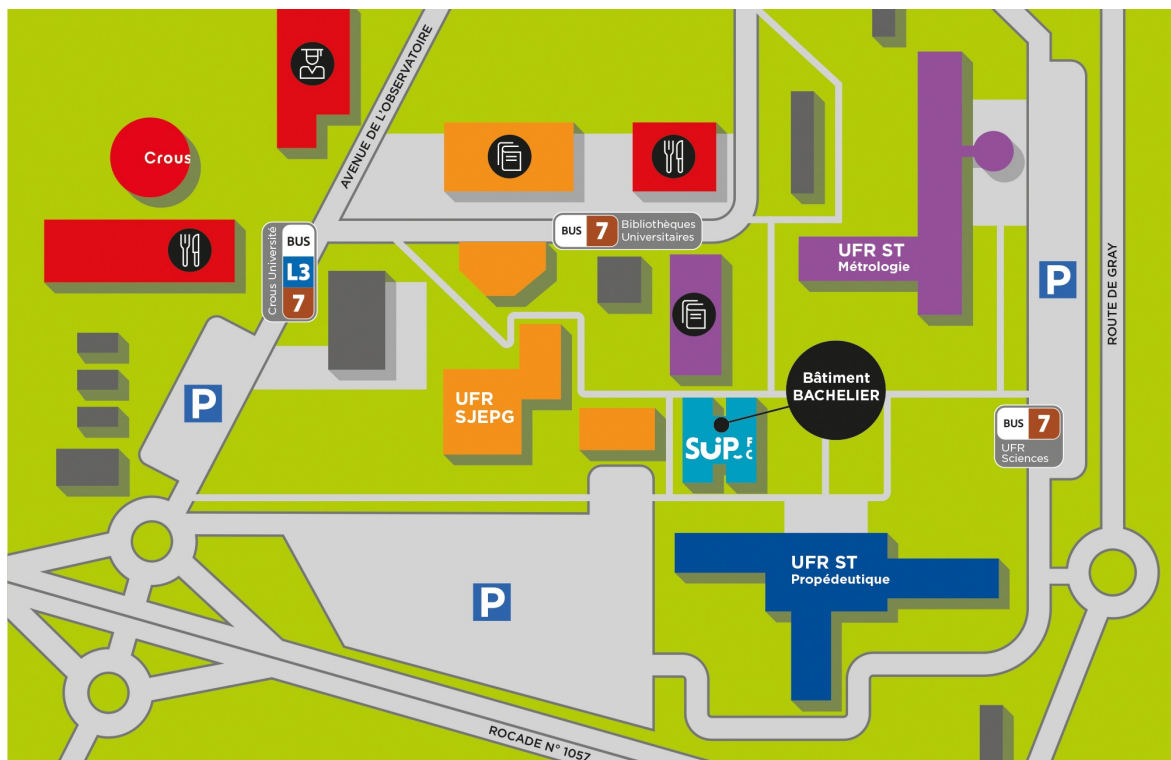 AVENUE DE L'OBSERVATOIRE
Crous
Crous Université
BUS
L3
7
BUS 7 Bibliothèques
Universitaires
UFR ST
Métrologie
P
ROUTE DE GRAY
Bâtiment
BACHELIER
P
UFR
SJEPG
BUS 7
UFR
Sciences
SUP-FC
UFR ST
Propédeutique
P
ROCADE N° 1057